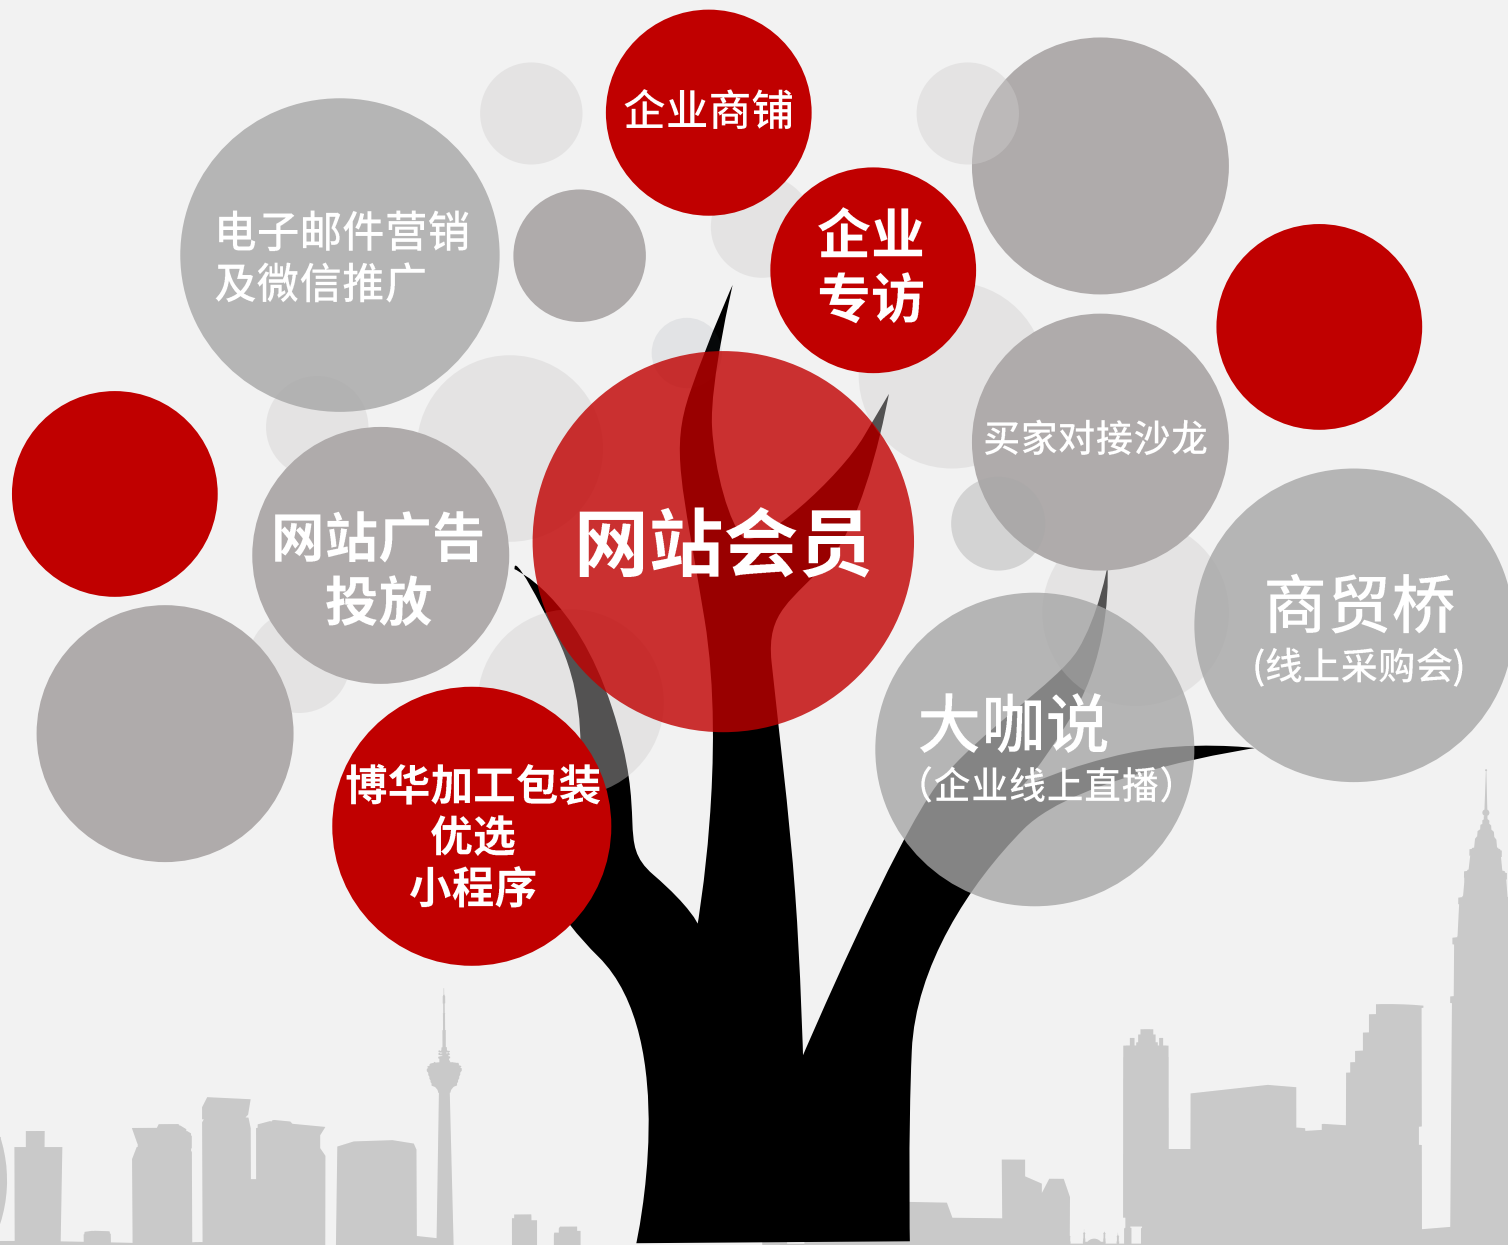 企业商铺
企业
专访
电子邮件营销
及微信推广
买家对接沙龙
网站广告
投放
网站会员
商贸桥
(线上采购会)
大咖说
（企业线上直播）
博华加工包装
优选
小程序